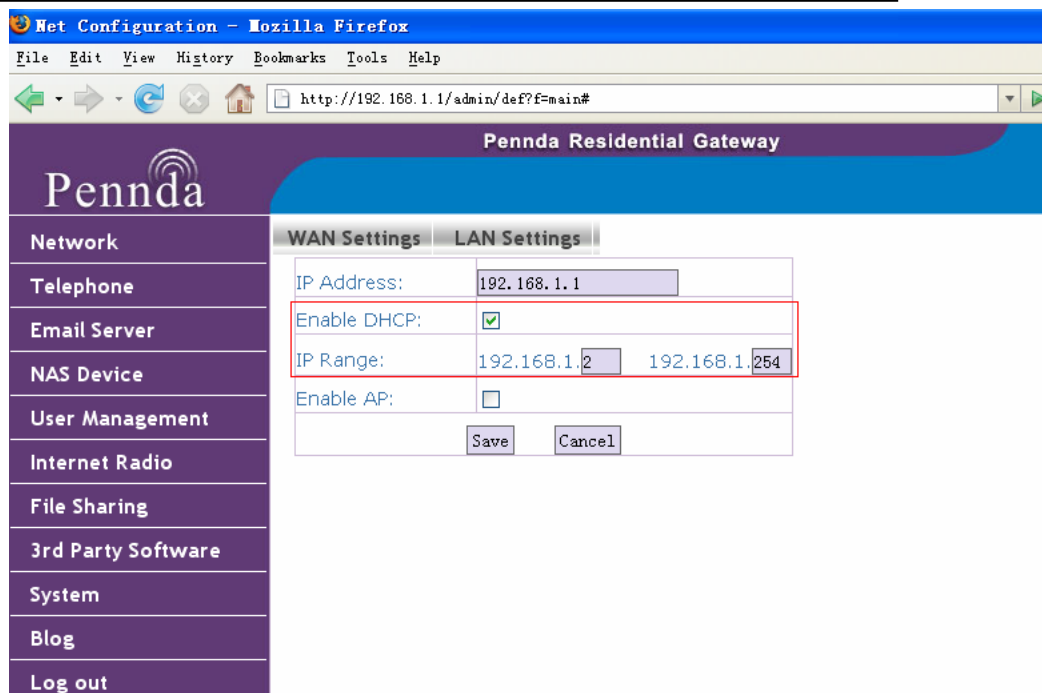 Net Configuration - Mozilla Firefox
File Edit View History Bookmarks Tools Help
http://192.168.1.1/admin/def?f=main#
Pennda Residential Gateway
Pennda
Network
Telephone
Email Server
NAS Device
User Management
Internet Radio
File Sharing
3rd Party Software
System
Blog
Log out
WAN Settings LAN Settings
IP Address: 192.168.1.1
Enable DHCP:
IP Range: 192.168.1.2 192.168.1.254
Enable AP:
Save Cancel